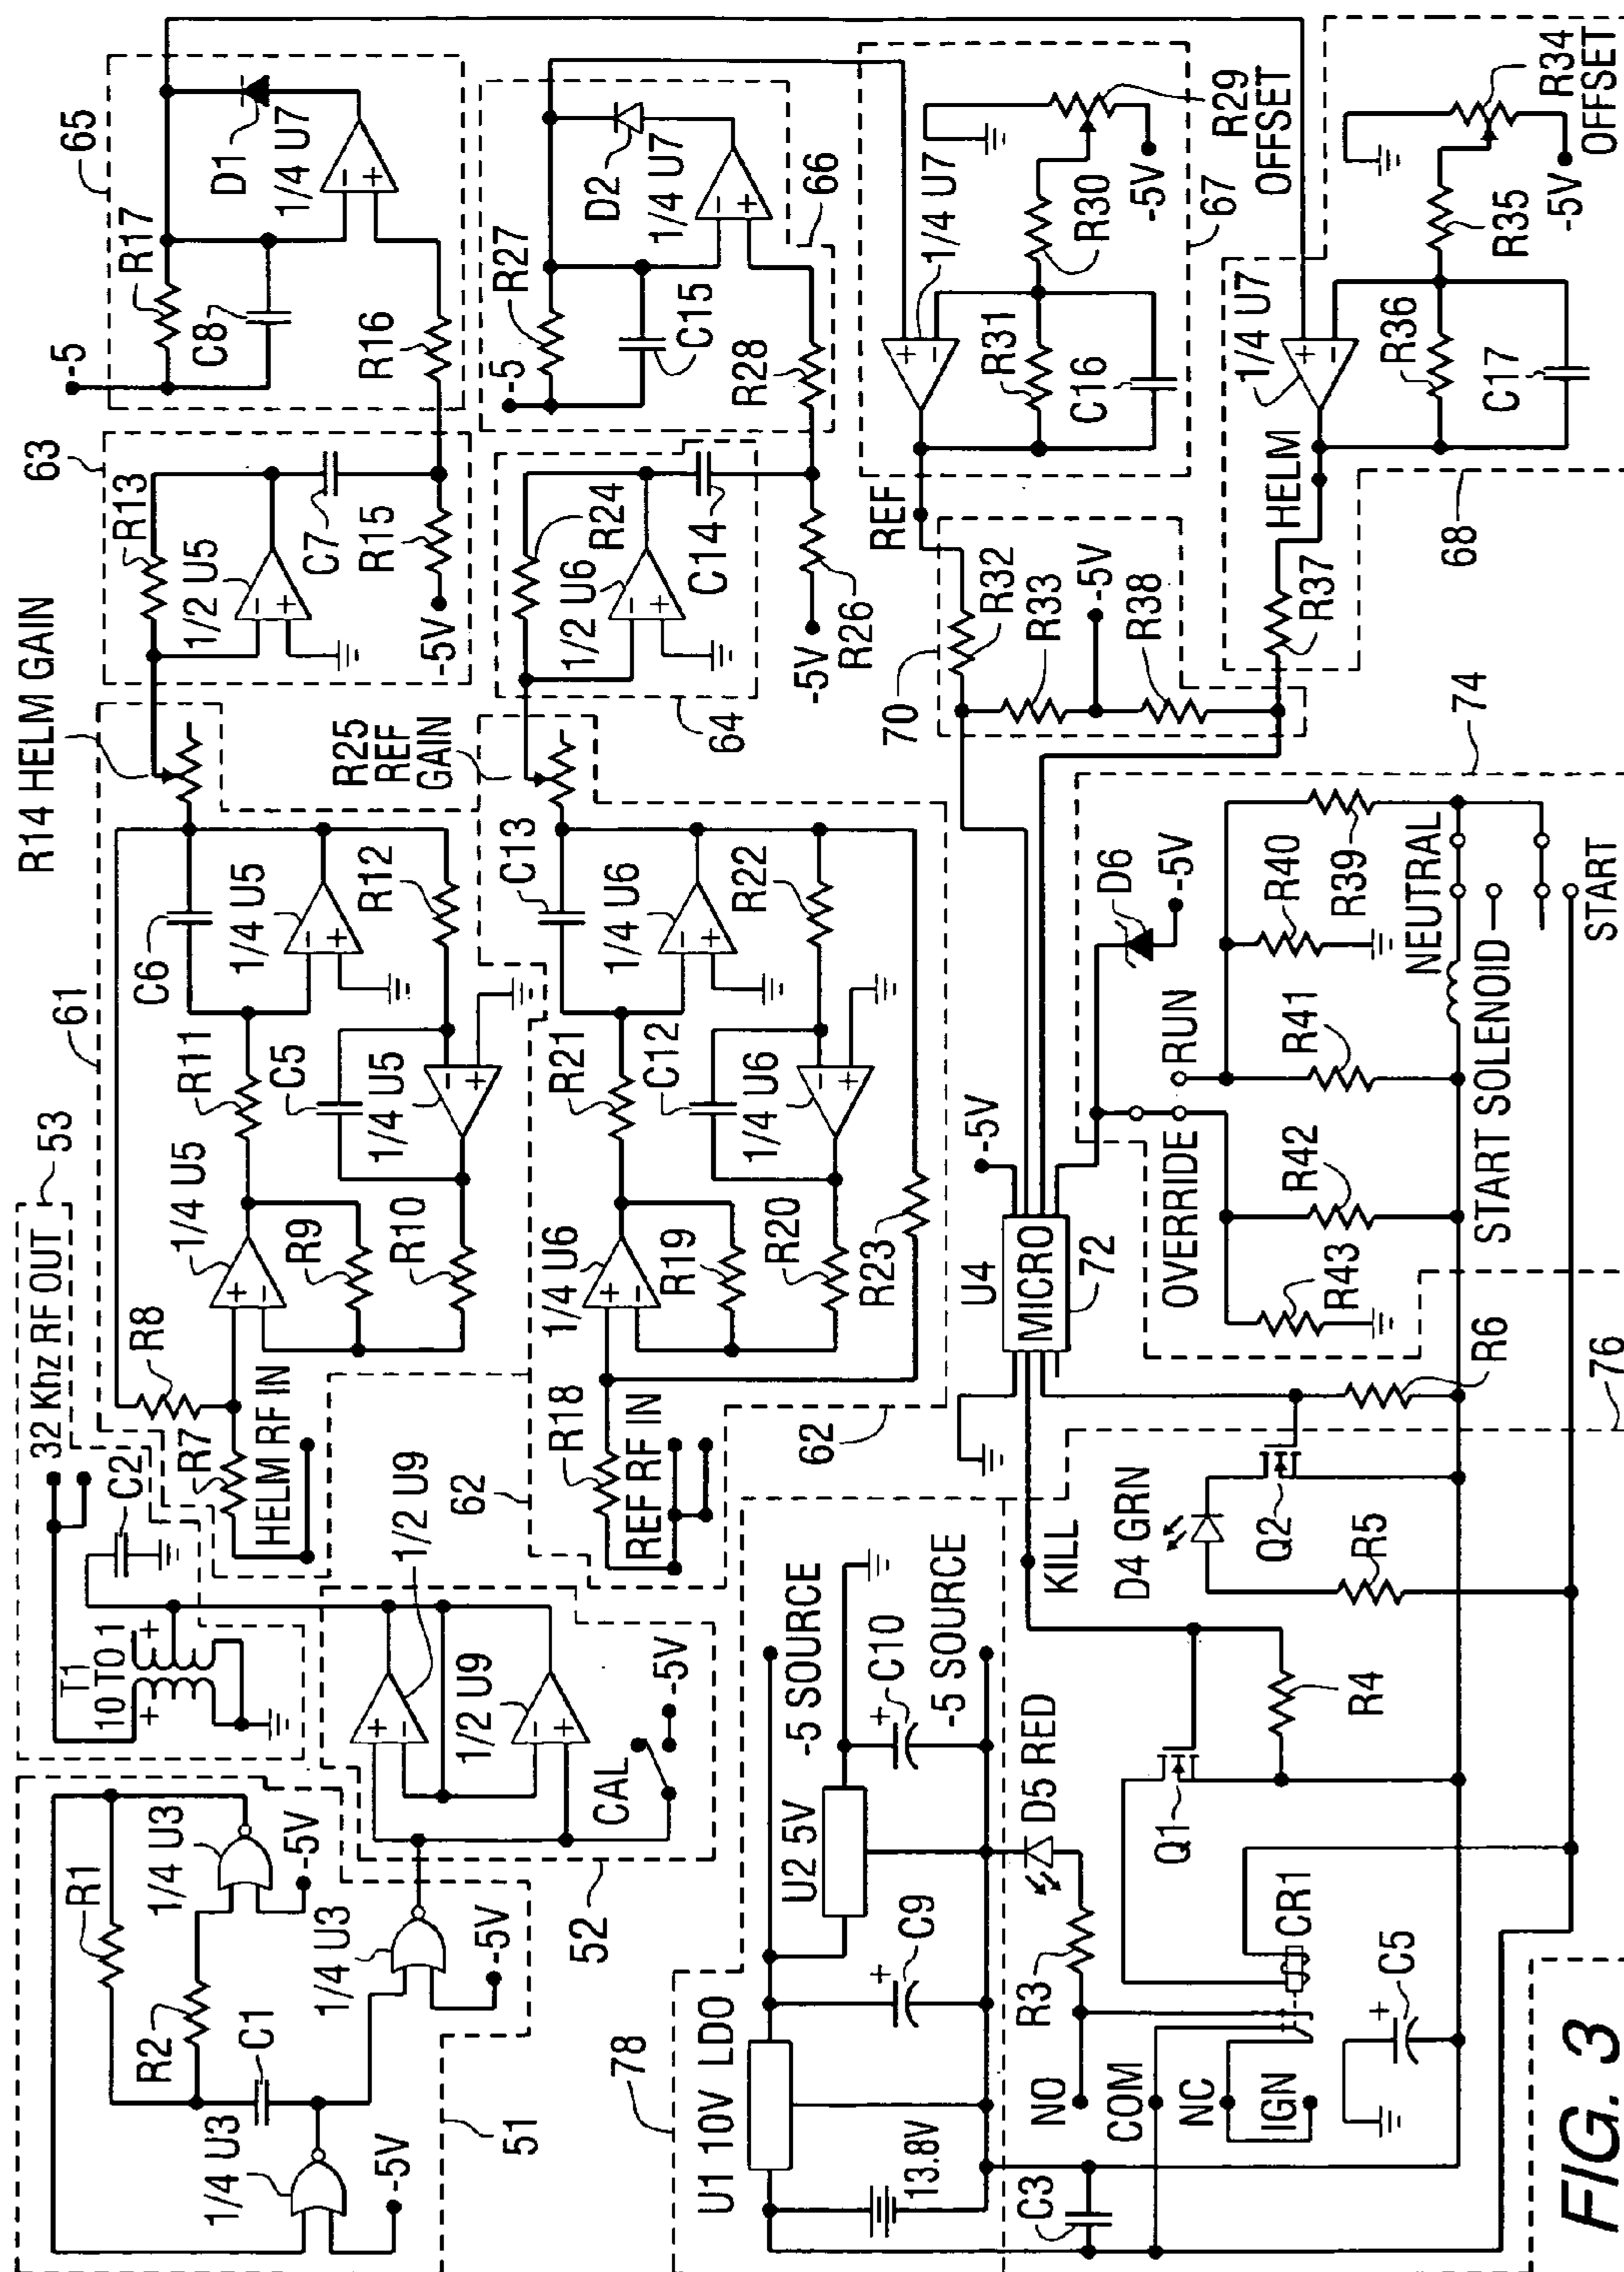 53
32 Khz RF OUT
T1
10 TO 1
+
+
C2
R1
1/4 U3
-5V
R2
C1
1/4 U3
-5V
1/4 U3
-5V
51
1/2 U9
+
-
1/2 U9
-
+
CAL
-5V
52
61
R14 HELM GAIN
R8
R7
HELM RF IN
1/4 U5
+
-
R9
R10
R11
C5
1/4 U5
-
+
C6
1/4 U5
-
+
R12
63
R13
1/2 U5
-
+
C7
R15
-5V
65
-5
R17
C8
R16
D1
1/4 U7
-
+
62
R18
REF RF IN
1/4 U6
+
-
R19
R20
R23
R21
C12
1/4 U6
-
+
C13
1/4 U6
-
+
R22
62
R25
REF
GAIN
1/2 U6
-
+
R24
C14
64
-5V
R26
R27
-5
C15
R28
D2
1/4 U7
-
+
66
REF
1/4 U7
+
-
R31
C16
R30
-5V
R29
OFFSET
67
70
R32
R33
-5V
R38
HELM
R37
68
1/4 U7
+
-
R36
C17
R35
-5V
R34
OFFSET
U4
-5V
MICRO
72
74
D6
-5V
RUN
OVERRIDE
R43
R42
R41
R40
R39
NEUTRAL
START SOLENOID
START
76
R6
KILL
D4 GRN
Q2
R5
Q1
R4
78
U1 10V LDO
13.8V
C9
+
U2 5V
-5 SOURCE
C10
+
-5 SOURCE
D5 RED
R3
NO
COM
NC
IGN
CR1
C5
+
C3
FIG. 3